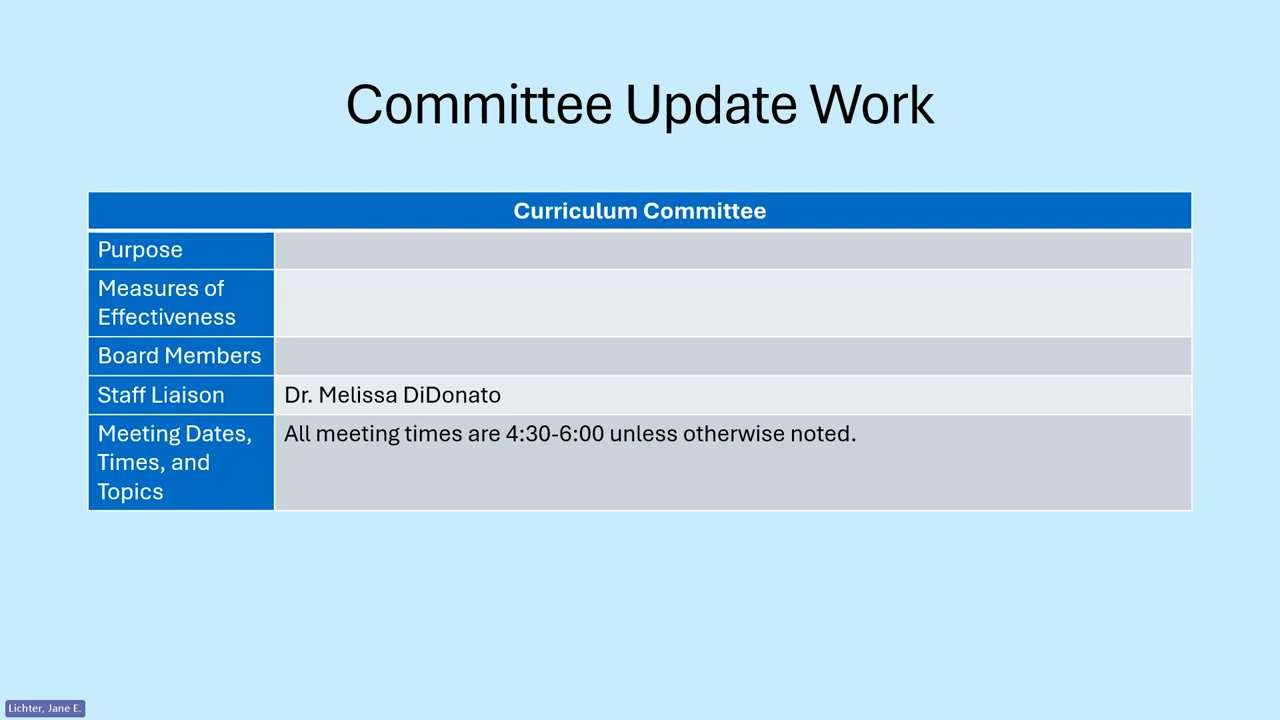 Committee Update Work
Curriculum Committee
Purpose
Measures of
Effectiveness
Board Members
Staff Liaison
Dr. Melissa DiDonato
Meeting Dates,
Times, and
Topics
All meeting times are 4:30-6:00 unless otherwise noted.
Lichter, Jane E.